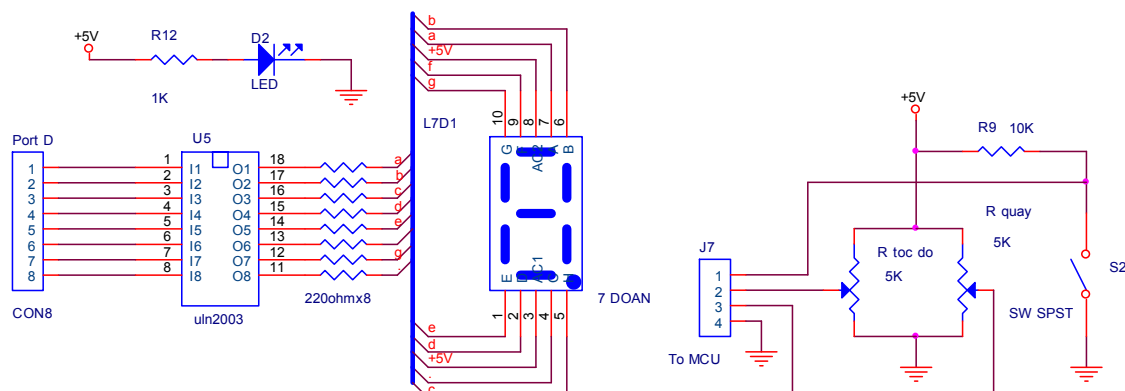 +5V
R12
D2
LED
1K
b
a
+5V
f
g
L7D1
10
9
8
7
6
G
AC2
A
B
E
AC1
1
2
3
4
5
e
d
+5V
.
c
7 DOAN
Port D
1
2
3
4
5
6
7
8
CON8
U5
1 I1 O1 18
2 I2 O2 17
3 I3 O3 16
4 I4 O4 15
5 I5 O5 14
6 I6 O6 13
7 I7 O7 12
8 I8 O8 11
uln2003
220ohmx8
a
b
c
d
e
g
.
+5V
R9 10K
R quay
5K
R toc do
5K
J7
1
2
3
4
To MCU
S2
SW SPST